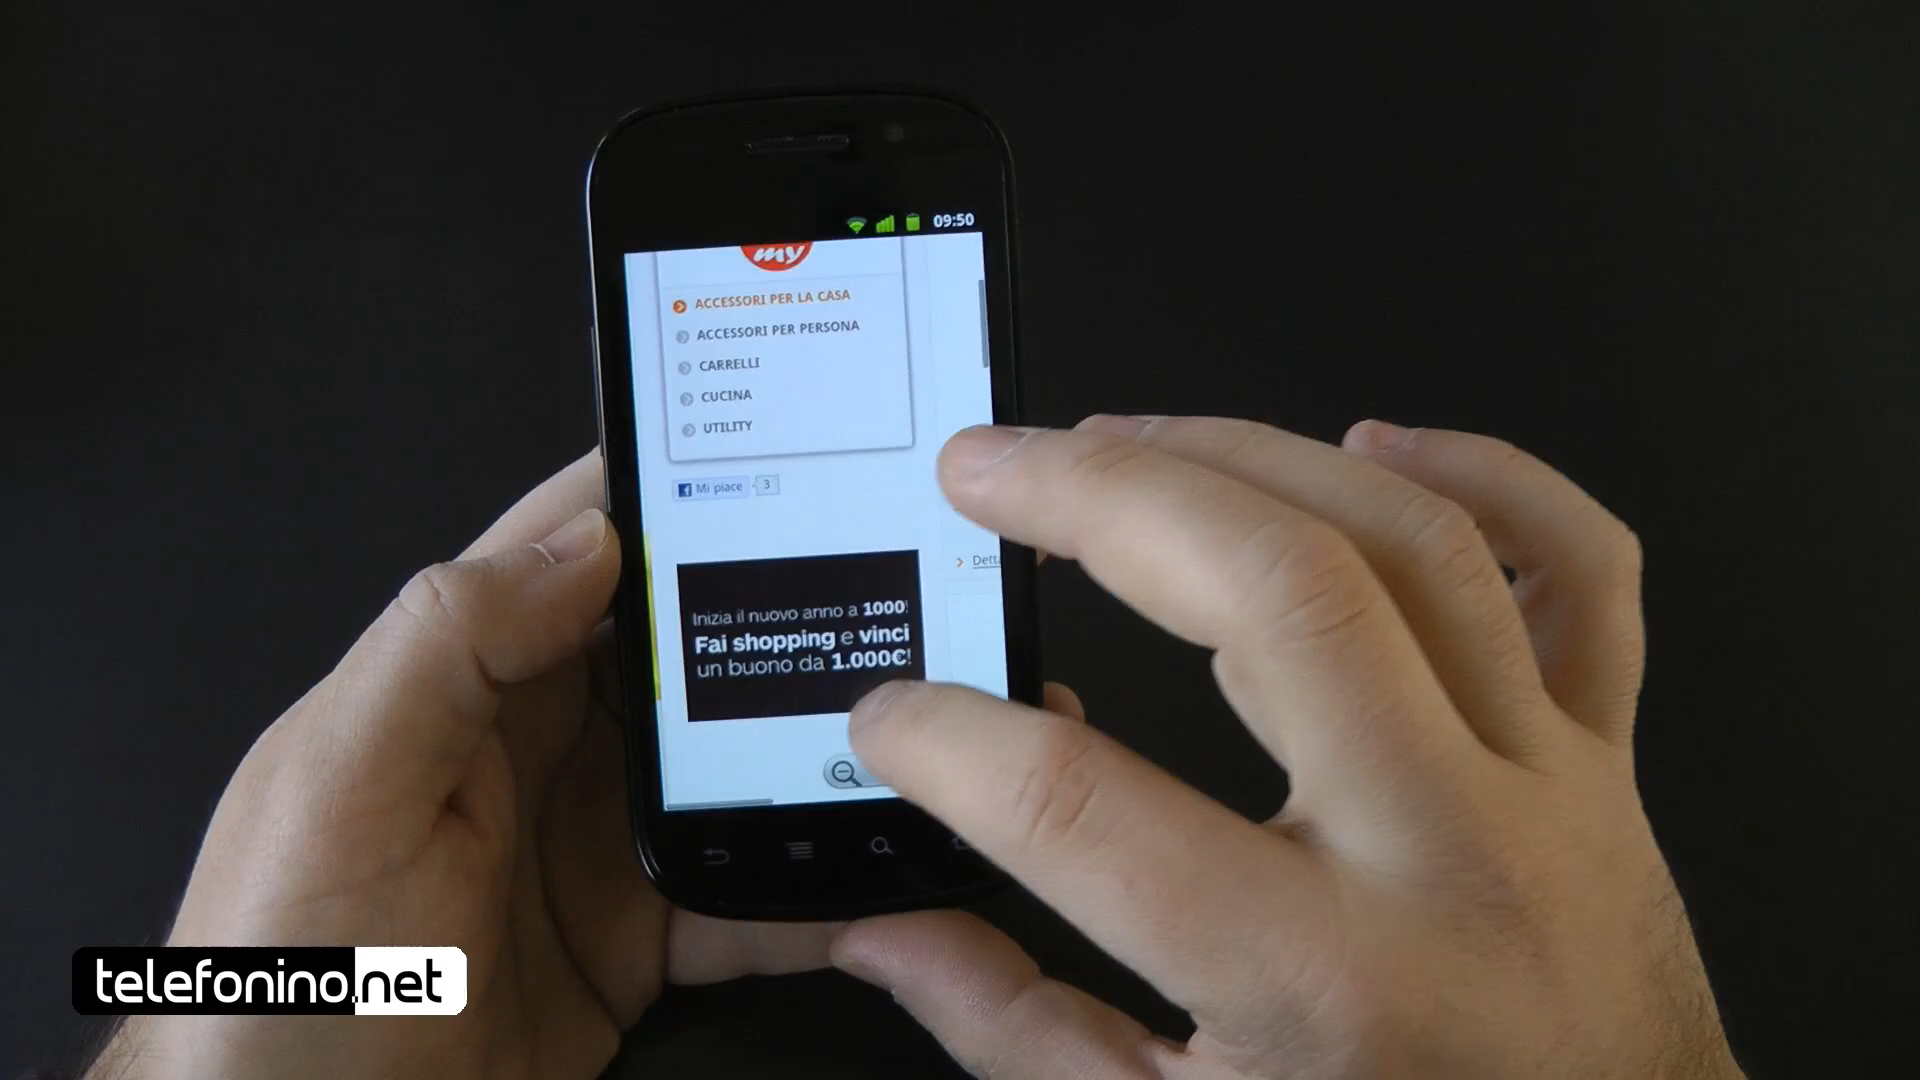 09:50
my
ACCESSORI PER LA CASA
ACCESSORI PER PERSONA
CARRELLI
CUCINA
UTILITY
Mi piace 3
Detta
Inizia il nuovo anno a 1000!
Fai shopping e vinci
un buono da 1.000€!
telefonino.net